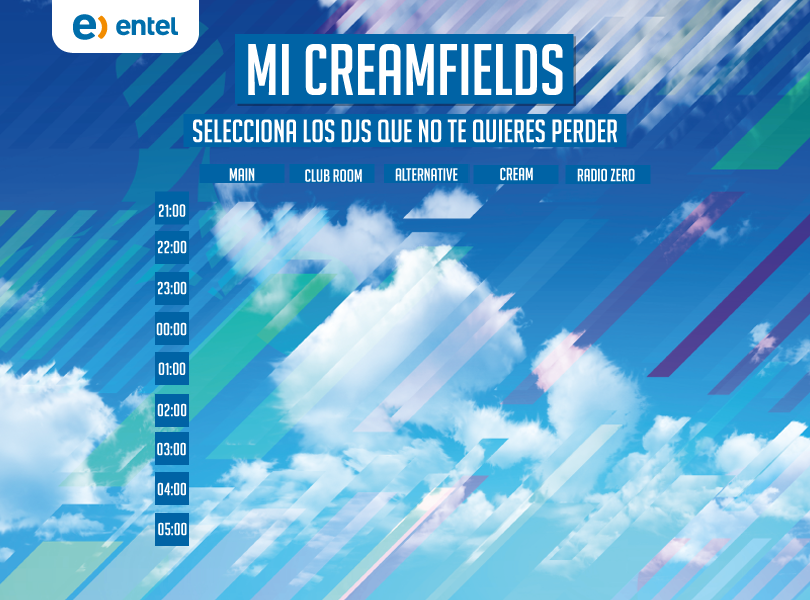 entel
MI CREAMFIELDS
SELECCIONA LOS DJS QUE NO TE QUIERES PERDER
MAIN CLUB ROOM ALTERNATIVE CREAM RADIO ZERO
21:00
22:00
23:00
00:00
01:00
02:00
03:00
04:00
05:00